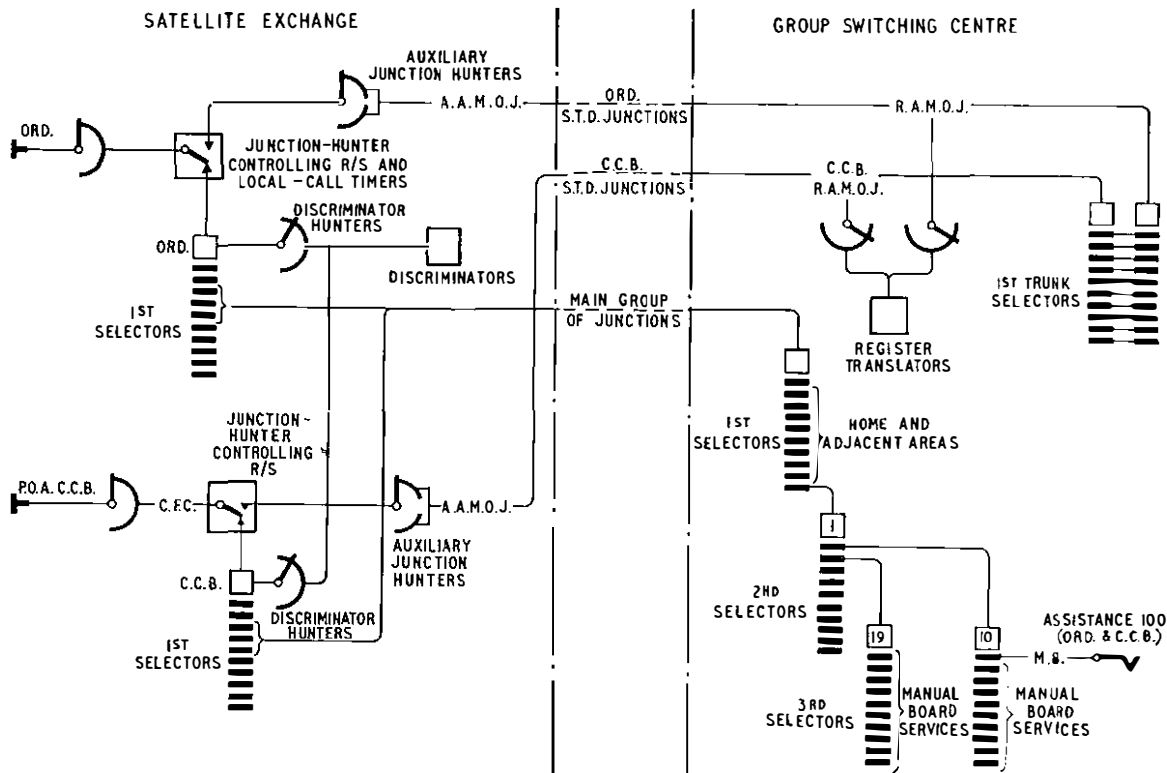 SATELLITE EXCHANGE
GROUP SWITCHING CENTRE
AUXILIARY
JUNCTION HUNTERS
A.A.M.O.J.
ORD.
S.T.D. JUNCTIONS
R.A.M.O.J.
ORD.
JUNCTION-HUNTER
CONTROLLING R/S AND
LOCAL-CALL TIMERS
C.C.B.
S.T.D. JUNCTIONS
C.C.B.
R.A.M.O.J.
DISCRIMINATOR
HUNTERS
ORD.
DISCRIMINATORS
1ST
SELECTORS
MAIN GROUP
OF JUNCTIONS
1ST TRUNK
SELECTORS
REGISTER
TRANSLATORS
1ST
SELECTORS
HOME AND
ADJACENT AREAS
JUNCTION-
HUNTER
CONTROLLING
R/S
P.O.A. C.C.B.
C.F.C.
A.A.M.O.J.
AUXILIARY
JUNCTION
HUNTERS
C.C.B.
DISCRIMINATOR
HUNTERS
1ST
SELECTORS
1
2ND
SELECTORS
19
10
ASSISTANCE 100
(ORD. & C.C.B.)
M.B.
3RD
SELECTORS
MANUAL
BOARD
SERVICES
MANUAL
BOARD
SERVICES